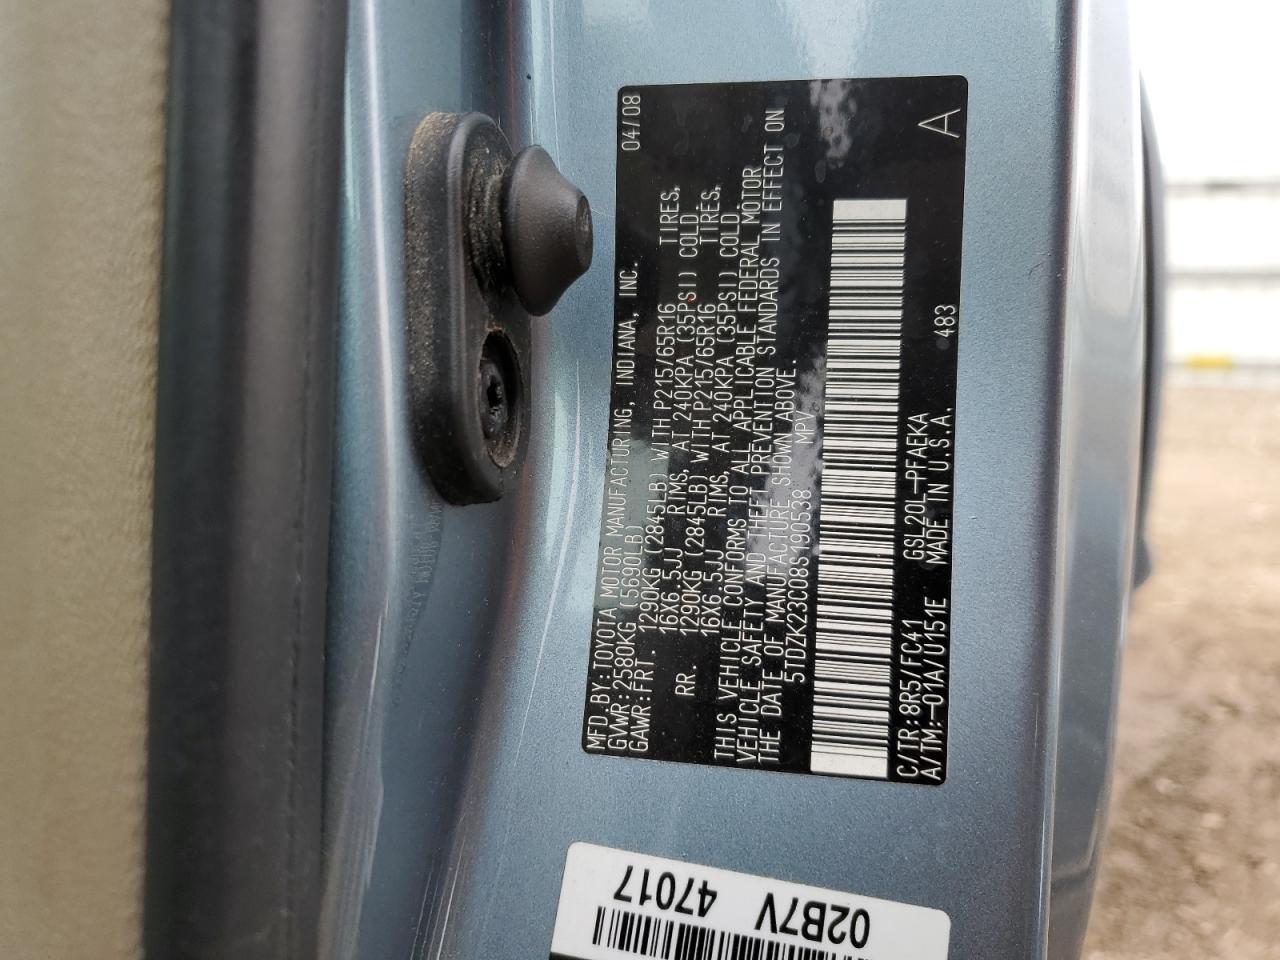 MFD.BY:TOYOTA MOTOR MANUFACTURING, INDIANA, INC. 04/08
GVWR:2580KG (5690LB)
GAWR:FRT. 1290KG (2845LB) WITH P215/65R16 TIRES,
16X6.5JJ RIMS, AT 240KPA (35PSI) COLD.
RR. 1290KG (2845LB) WITH P215/65R16 TIRES,
16X6.5JJ RIMS, AT 240KPA (35PSI) COLD.
THIS VEHICLE CONFORMS TO ALL APPLICABLE FEDERAL MOTOR
VEHICLE SAFETY AND THEFT PREVENTION STANDARDS IN EFFECT ON
THE DATE OF MANUFACTURE SHOWN ABOVE.
5TDZK23C08S190538 MPV
C/TR:8R5/FC41 GSL20L-PFAEKA
A/TM:-01A/U151E MADE IN U.S.A. 483 A
02B7V 47017